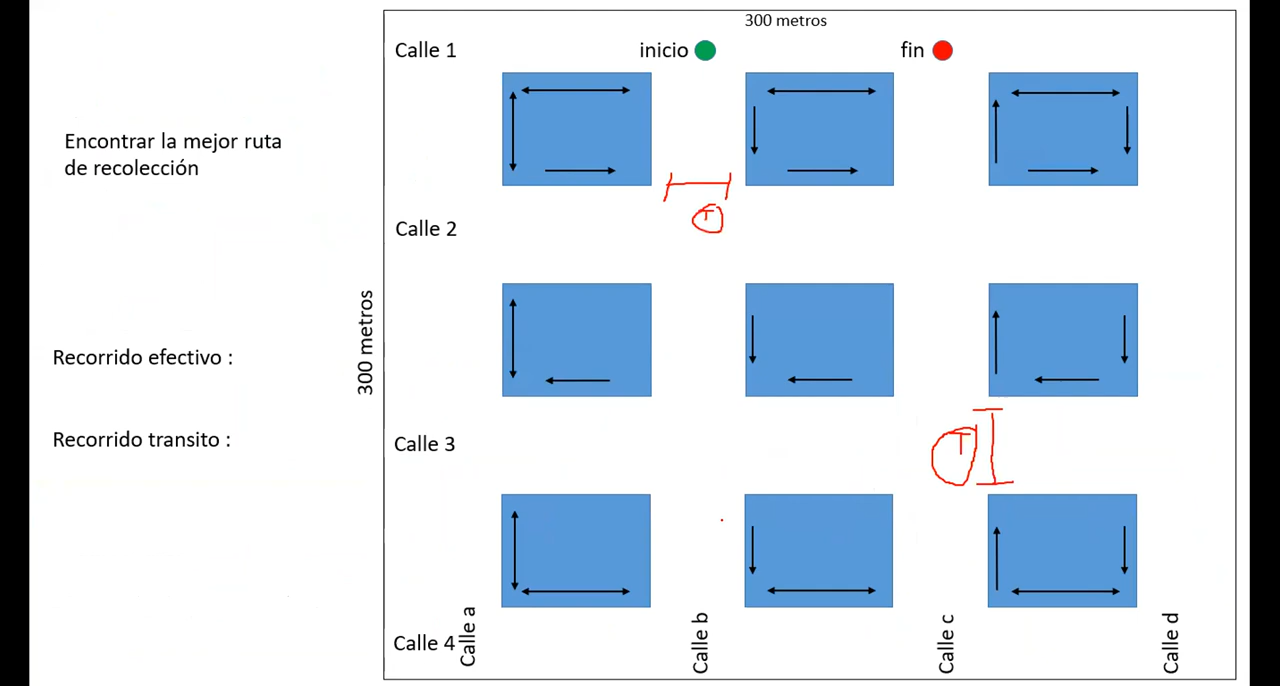 300 metros
Calle 1
inicio
fin
Encontrar la mejor ruta
de recolección
T
Calle 2
300 metros
Recorrido efectivo :
Recorrido transito :
Calle 3
T
Calle 4
Calle a
Calle b
Calle c
Calle d